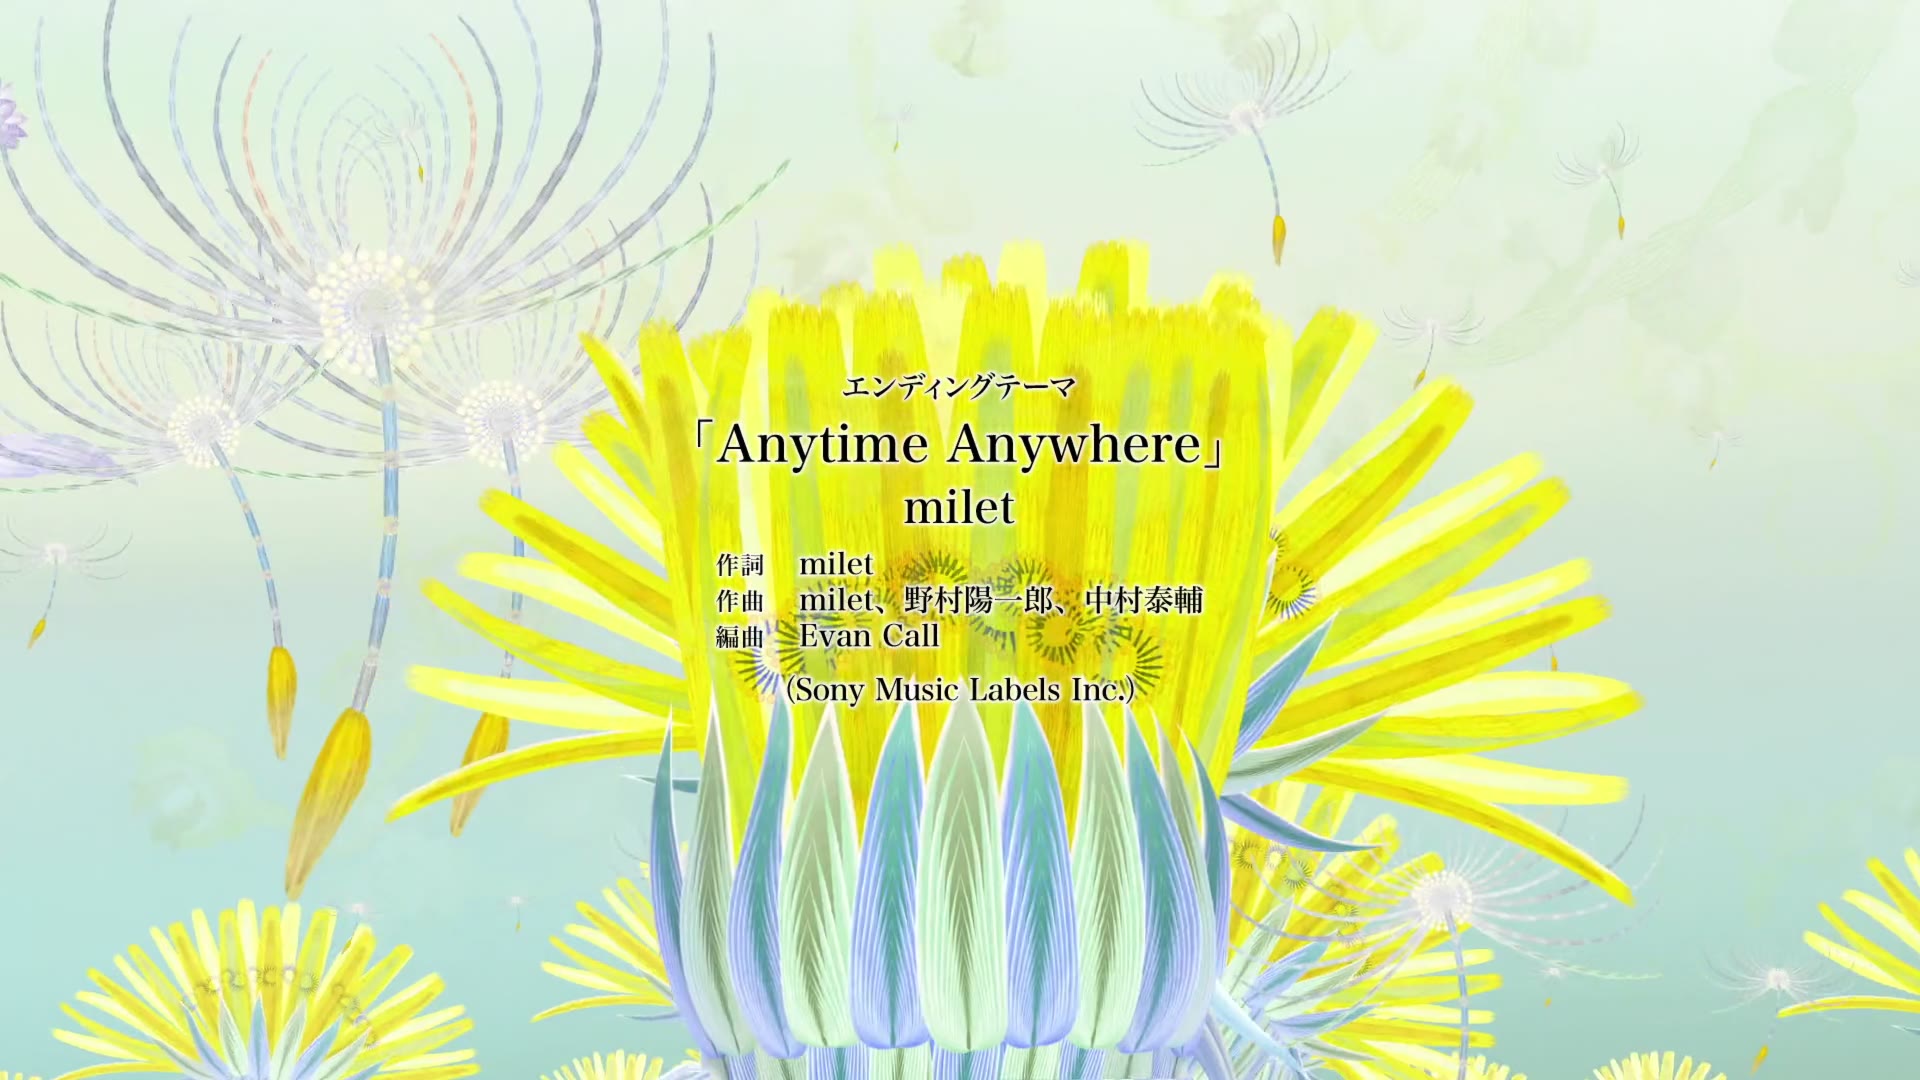 エンディングテーマ
「Anytime Anywhere」
milet
作詞 milet
作曲 milet、野村陽一郎、中村泰輔
編曲 Evan Call
(Sony Music Labels Inc.)